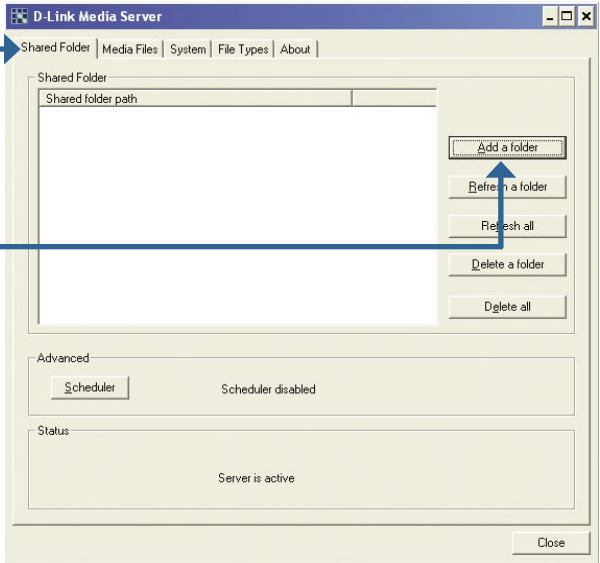 D-Link Media Server
Shared Folder Media Files System File Types About
Shared Folder
Shared folder path
Add a folder
Refresh a folder
Refresh all
Delete a folder
Delete all
Advanced
Scheduler Scheduler disabled
Status
Server is active
Close